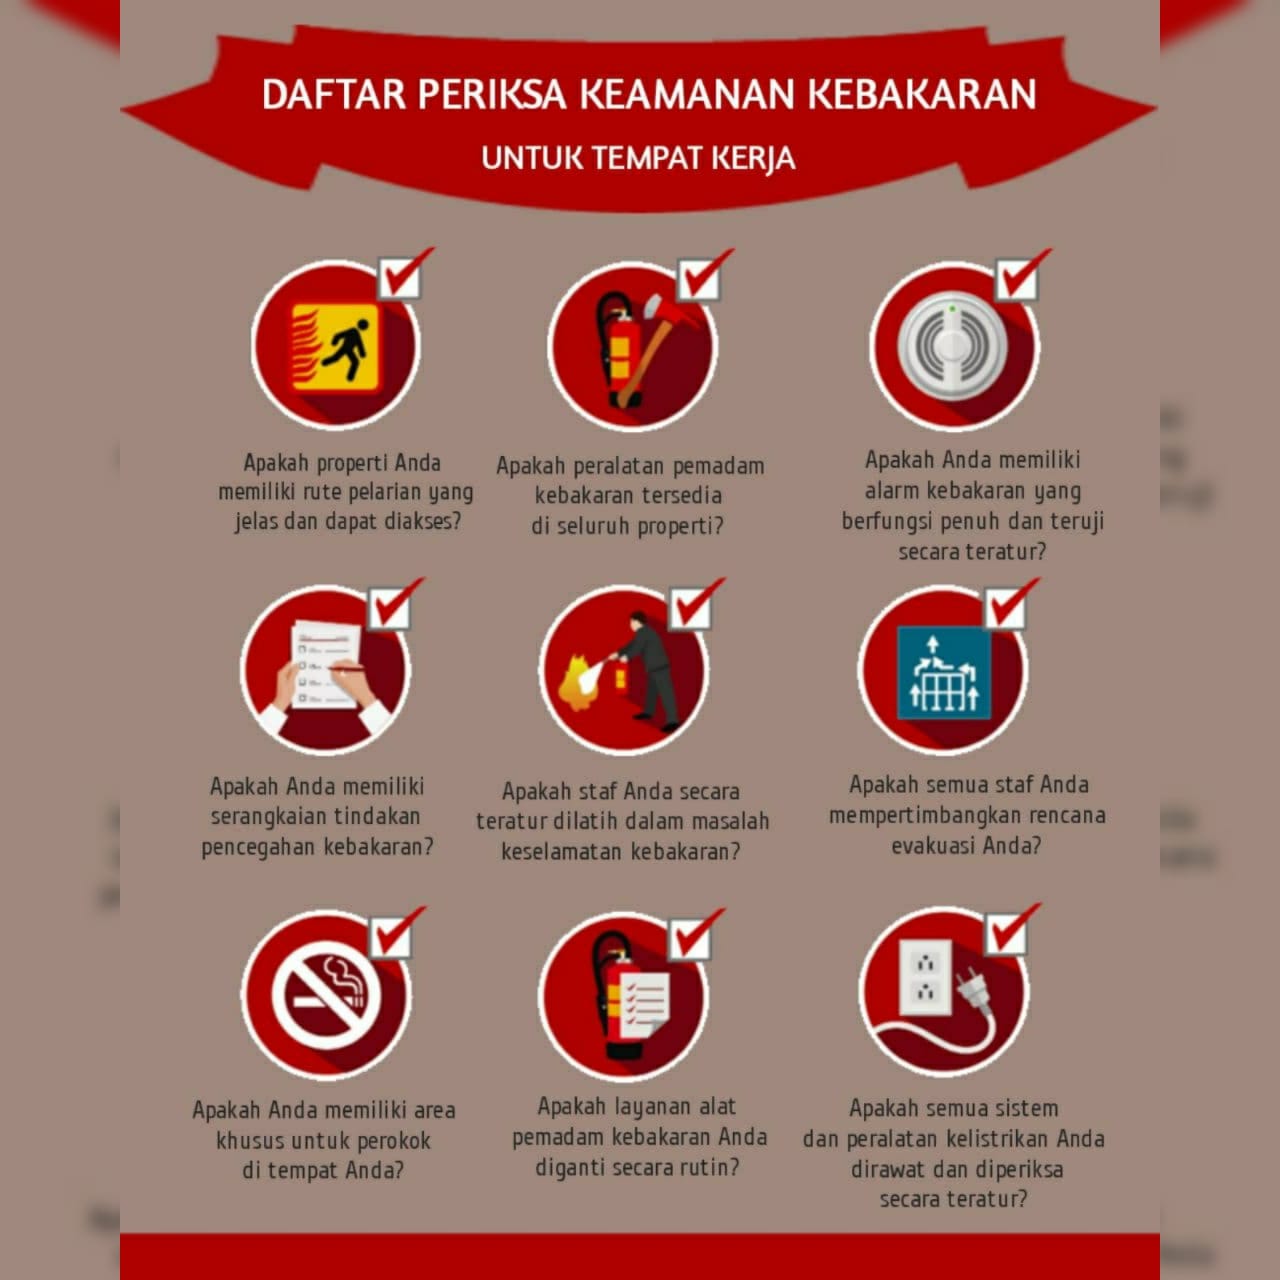 DAFTAR PERIKSA KEAMANAN KEBAKARAN
UNTUK TEMPAT KERJA
Apakah properti Anda
memiliki rute pelarian yang
jelas dan dapat diakses?
Apakah peralatan pemadam
kebakaran tersedia
di seluruh properti?
Apakah Anda memiliki
alarm kebakaran yang
berfungsi penuh dan teruji
secara teratur?
Apakah Anda memiliki
serangkaian tindakan
pencegahan kebakaran?
Apakah staf Anda secara
teratur dilatih dalam masalah
keselamatan kebakaran?
Apakah semua staf Anda
mempertimbangkan rencana
evakuasi Anda?
Apakah Anda memiliki area
khusus untuk perokok
di tempat Anda?
Apakah layanan alat
pemadam kebakaran Anda
diganti secara rutin?
Apakah semua sistem
dan peralatan kelistrikan Anda
dirawat dan diperiksa
secara teratur?